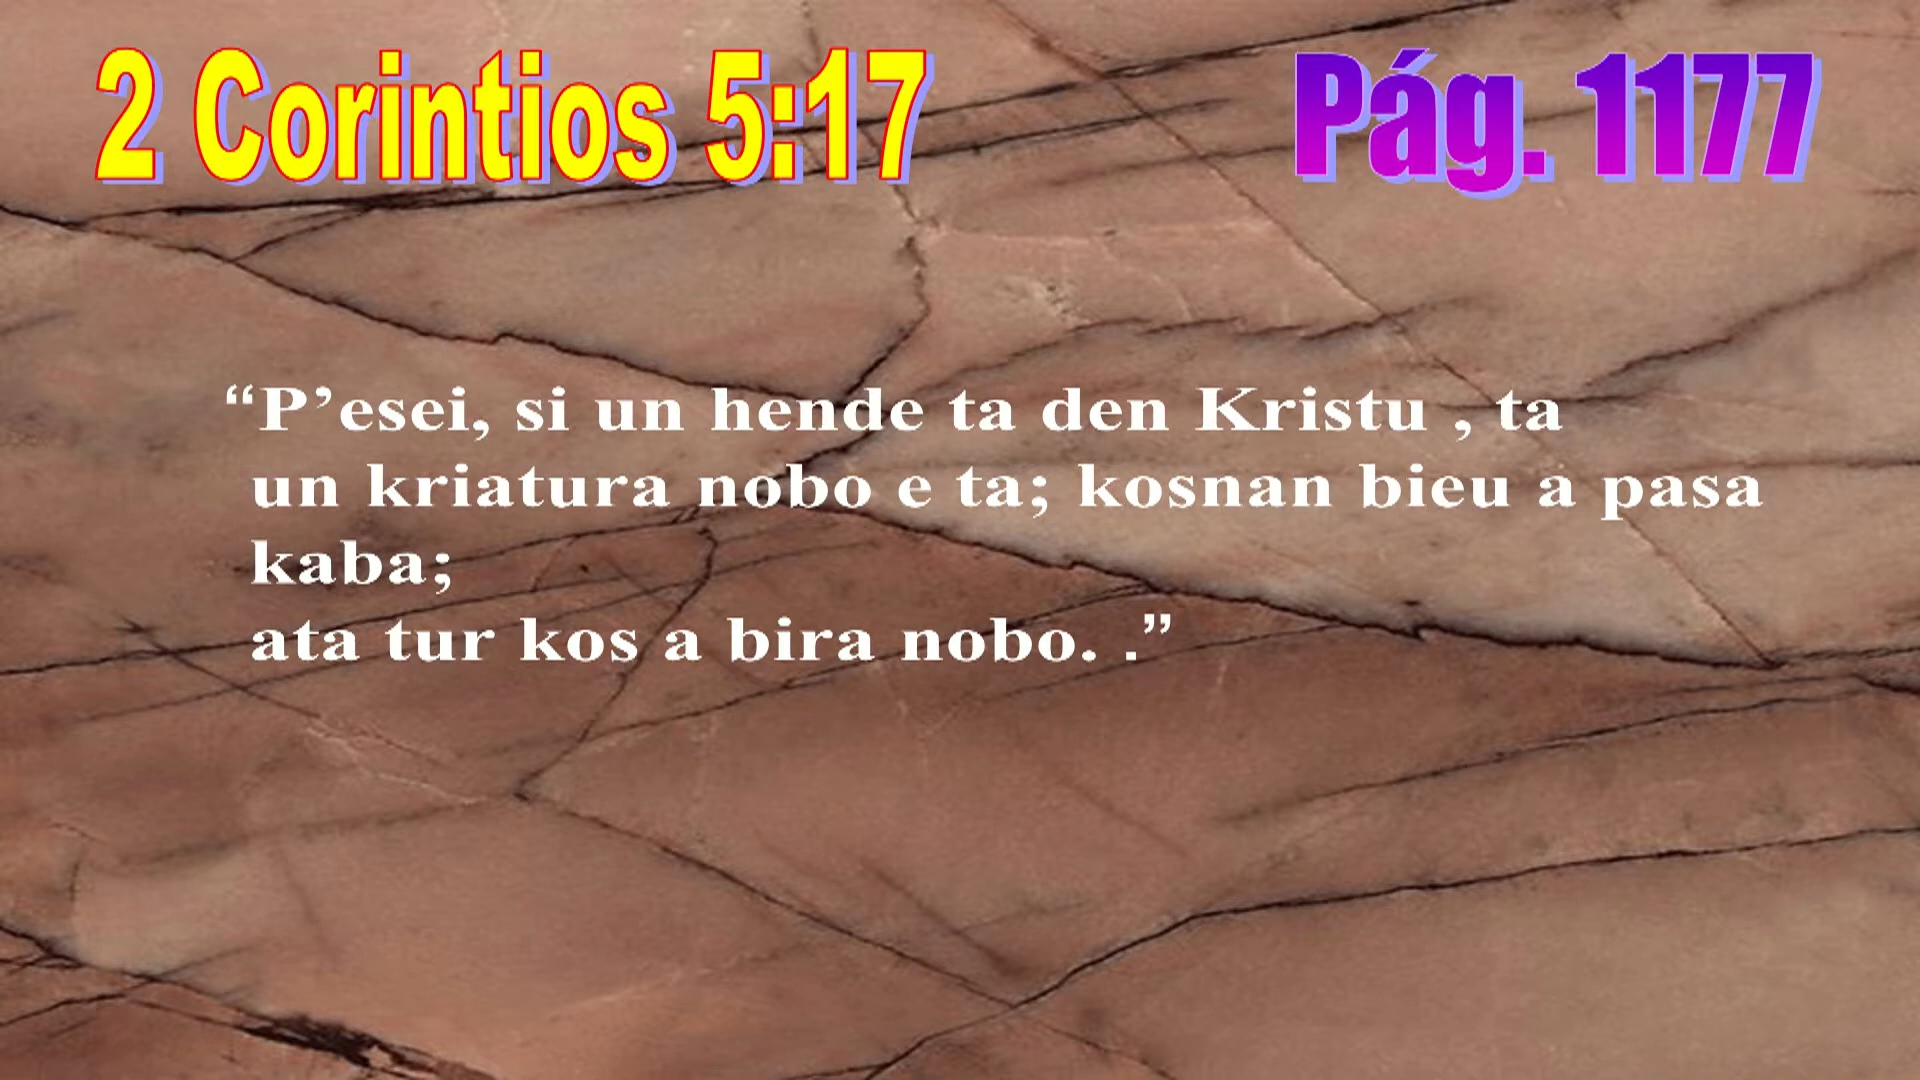 2 Corintios 5:17
Pág. 1177
“P’esei, si un hende ta den Kristu , ta
un kriatura nobo e ta; kosnan bieu a pasa
kaba;
ata tur kos a bira nobo. .”